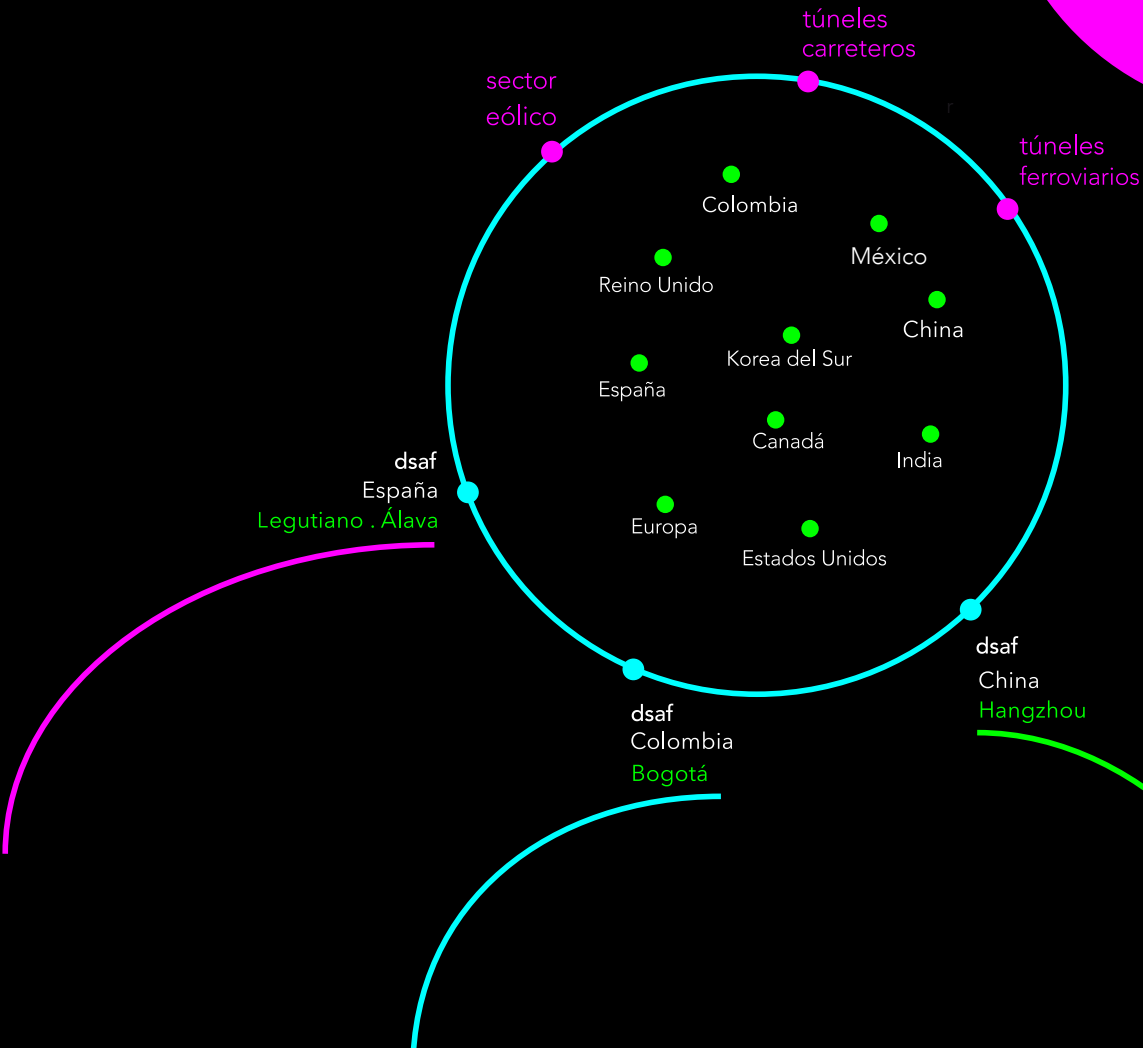 túneles
carreteros
sector
eólico
túneles
ferroviarios
Colombia
México
Reino Unido
China
Korea del Sur
España
Canadá
India
Europa
Estados Unidos
dsaf
España
Legutiano . Álava
dsaf
China
Hangzhou
dsaf
Colombia
Bogotá
r